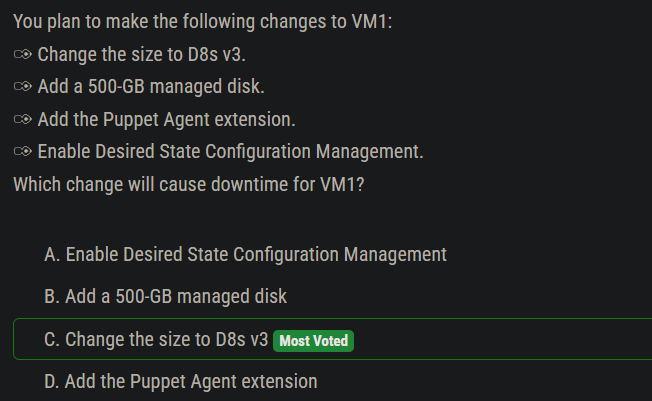 You plan to make the following changes to VM1:
Change the size to D8s v3.
Add a 500-GB managed disk.
Add the Puppet Agent extension.
Enable Desired State Configuration Management.
Which change will cause downtime for VM1?
A. Enable Desired State Configuration Management
B. Add a 500-GB managed disk
C. Change the size to D8s v3 Most Voted
D. Add the Puppet Agent extension